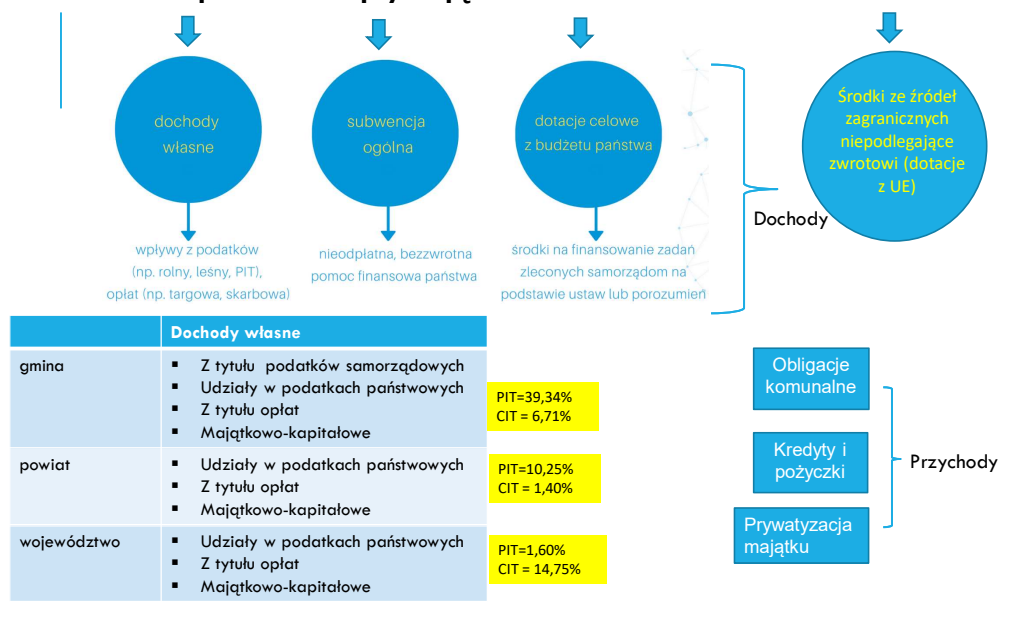 dochody
własne
subwencja
ogólna
dotacje celowe
z budżetu państwa
Środki ze źródeł
zagranicznych
niepodlegające
zwrotowi (dotacje
z UE)
Dochody
wpływy z podatków
(np. rolny, leśny, PIT),
opłat (np. targowa, skarbowa)
nieodpłatna, bezzwrotna
pomoc finansowa państwa
środki na finansowanie zadań
zleconych samorządom na
podstawie ustaw lub porozumień
Dochody własne
gmina
▪ Z tytułu podatków samorządowych
▪ Udziały w podatkach państwowych
▪ Z tytułu opłat
▪ Majątkowo-kapitałowe
PIT=39,34%
CIT = 6,71%
powiat
▪ Udziały w podatkach państwowych
▪ Z tytułu opłat
▪ Majątkowo-kapitałowe
PIT=10,25%
CIT = 1,40%
województwo
▪ Udziały w podatkach państwowych
▪ Z tytułu opłat
▪ Majątkowo-kapitałowe
PIT=1,60%
CIT = 14,75%
Obligacje
komunalne
Kredyty i
pożyczki
Prywatyzacja
majątku
Przychody